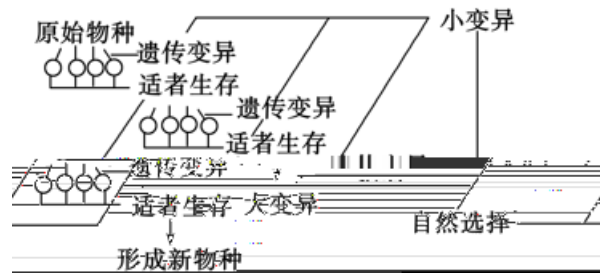 原始物种
小变异
遗传变异
适者生存
遗传变异
适者生存
遗传变异
适者生存 大变异
自然选择
形成新物种